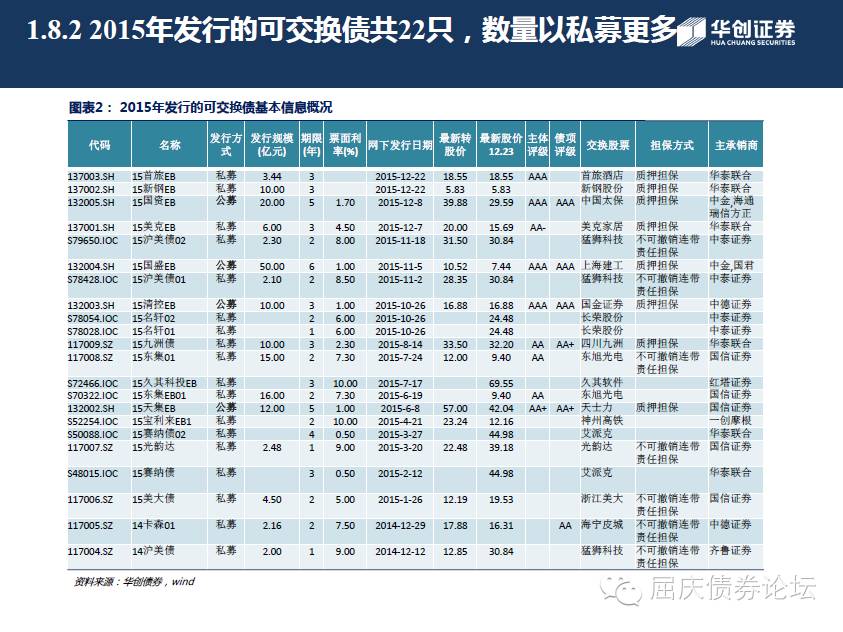 1.8.2 2015年发行的可交换债共22只，数量以私募更多
华创证券
HUA CHUANG SECURITIES
图表2： 2015年发行的可交换债基本信息概况
代码 名称 发行方式 发行规模(亿元) 期限(年) 票面利率(%) 网下发行日期 最新转股价 最新股价12.23 主体评级 债项评级 交换股票 担保方式 主承销商
137003.SH 15首旅EB 私募 3.44 3 2015-12-22 18.55 18.55 AAA 首旅酒店 质押担保 华泰联合
137002.SH 15新钢EB 私募 10.00 3 2015-12-22 5.83 5.83 新钢股份 质押担保 华泰联合
132005.SH 15国资EB 公募 20.00 5 1.70 2015-12-8 39.88 29.59 AAA AAA 中国太保 质押担保 中金,海通
瑞信方正
137001.SH 15美克EB 私募 6.00 3 4.50 2015-12-7 20.00 15.69 AA- 美克家居 质押担保 华泰联合
S79650.IOC 15沪美债02 私募 2.30 2 8.00 2015-11-18 31.50 30.84 猛狮科技 不可撤销连带 中泰证券
责任担保
132004.SH 15国盛EB 公募 50.00 6 1.00 2015-11-5 10.52 7.44 AAA AAA 上海建工 质押担保 中金,国君
S78428.IOC 15沪美债01 私募 2.10 2 8.50 2015-11-2 28.35 30.84 猛狮科技 不可撤销连带 中泰证券
责任担保
132003.SH 15清控EB 公募 10.00 3 1.00 2015-10-26 16.88 16.88 AAA AAA 国金证券 质押担保 中德证券
S78054.IOC 15名轩02 私募 2 6.00 2015-10-26 24.48 长荣股份 中泰证券
S78028.IOC 15名轩01 私募 1 6.00 2015-10-26 24.48 长荣股份 中泰证券
117009.SZ 15九洲债 私募 10.00 3 2.30 2015-8-14 33.50 32.20 AA AA+ 四川九洲 质押担保 华泰联合
117008.SZ 15东集01 私募 15.00 2 7.30 2015-7-24 12.00 9.40 AA 东旭光电 不可撤销连带 国信证券
责任担保
S72466.IOC 15久其科投EB 私募 3 10.00 2015-7-17 69.55 久其软件 红塔证券
S70322.IOC 15东集EB01 私募 16.00 2 7.30 2015-6-19 9.40 AA 东旭光电 国信证券
132002.SH 15天集EB 公募 12.00 5 1.00 2015-6-8 57.00 42.04 AA+ AA+ 天士力 质押担保 国信证券
S52254.IOC 15宝利来EB1 私募 2 10.00 2015-4-21 23.24 12.16 神州高铁 一创摩根
S50088.IOC 15赛纳债02 私募 4 0.50 2015-3-27 44.98 艾派克 华泰联合
117007.SZ 15光韵达 私募 2.48 1 9.00 2015-3-20 22.48 39.18 光韵达 不可撤销连带 国信证券
责任担保
S48015.IOC 15赛纳债 私募 3 0.50 2015-2-12 44.98 艾派克 华泰联合
117006.SZ 15美大债 私募 4.50 2 5.00 2015-1-26 12.19 19.53 浙江美大 不可撤销连带 国信证券
责任担保
117005.SZ 14卡森01 私募 2.16 2 7.50 2014-12-29 17.88 16.31 AA 海宁皮城 不可撤销连带 中德证券
责任担保
117004.SZ 14沪美债 私募 2.00 1 9.00 2014-12-12 12.85 30.84 猛狮科技 不可撤销连带 齐鲁证券
责任担保
资料来源：华创债券，wind
屈庆债券论坛